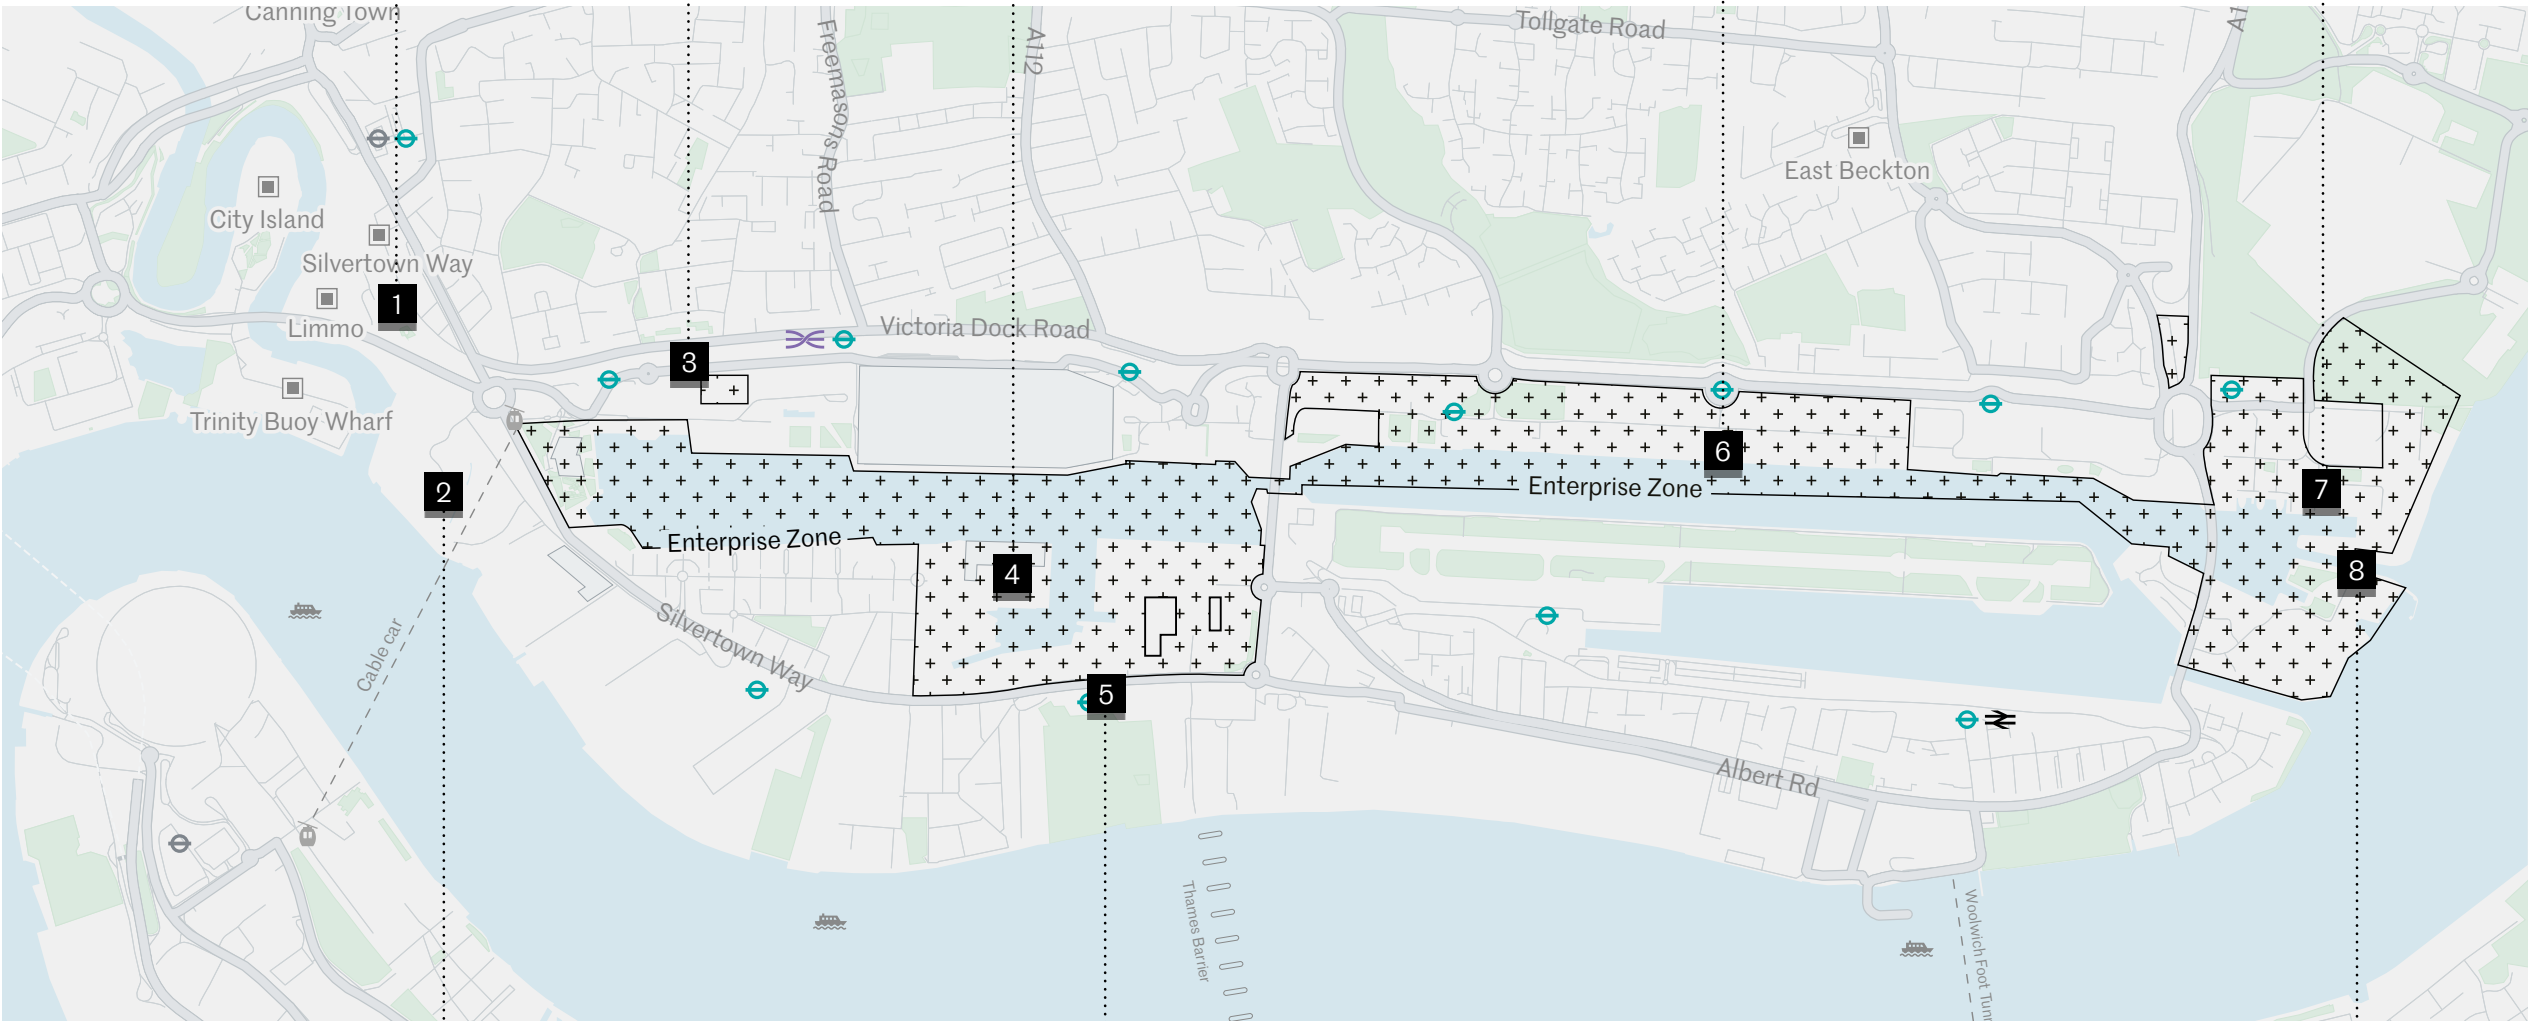 Canning Town
Freemasons Road
A112
Tollgate Road
A1
East Beckton
City Island
Silvertown Way
1
Limmo
Victoria Dock Road
3
Trinity Buoy Wharf
2
6
Enterprise Zone
7
Enterprise Zone
4
8
Silvertown Way
Cable car
5
Albert Rd
Thames Barrier
Woolwich Foot Tunn